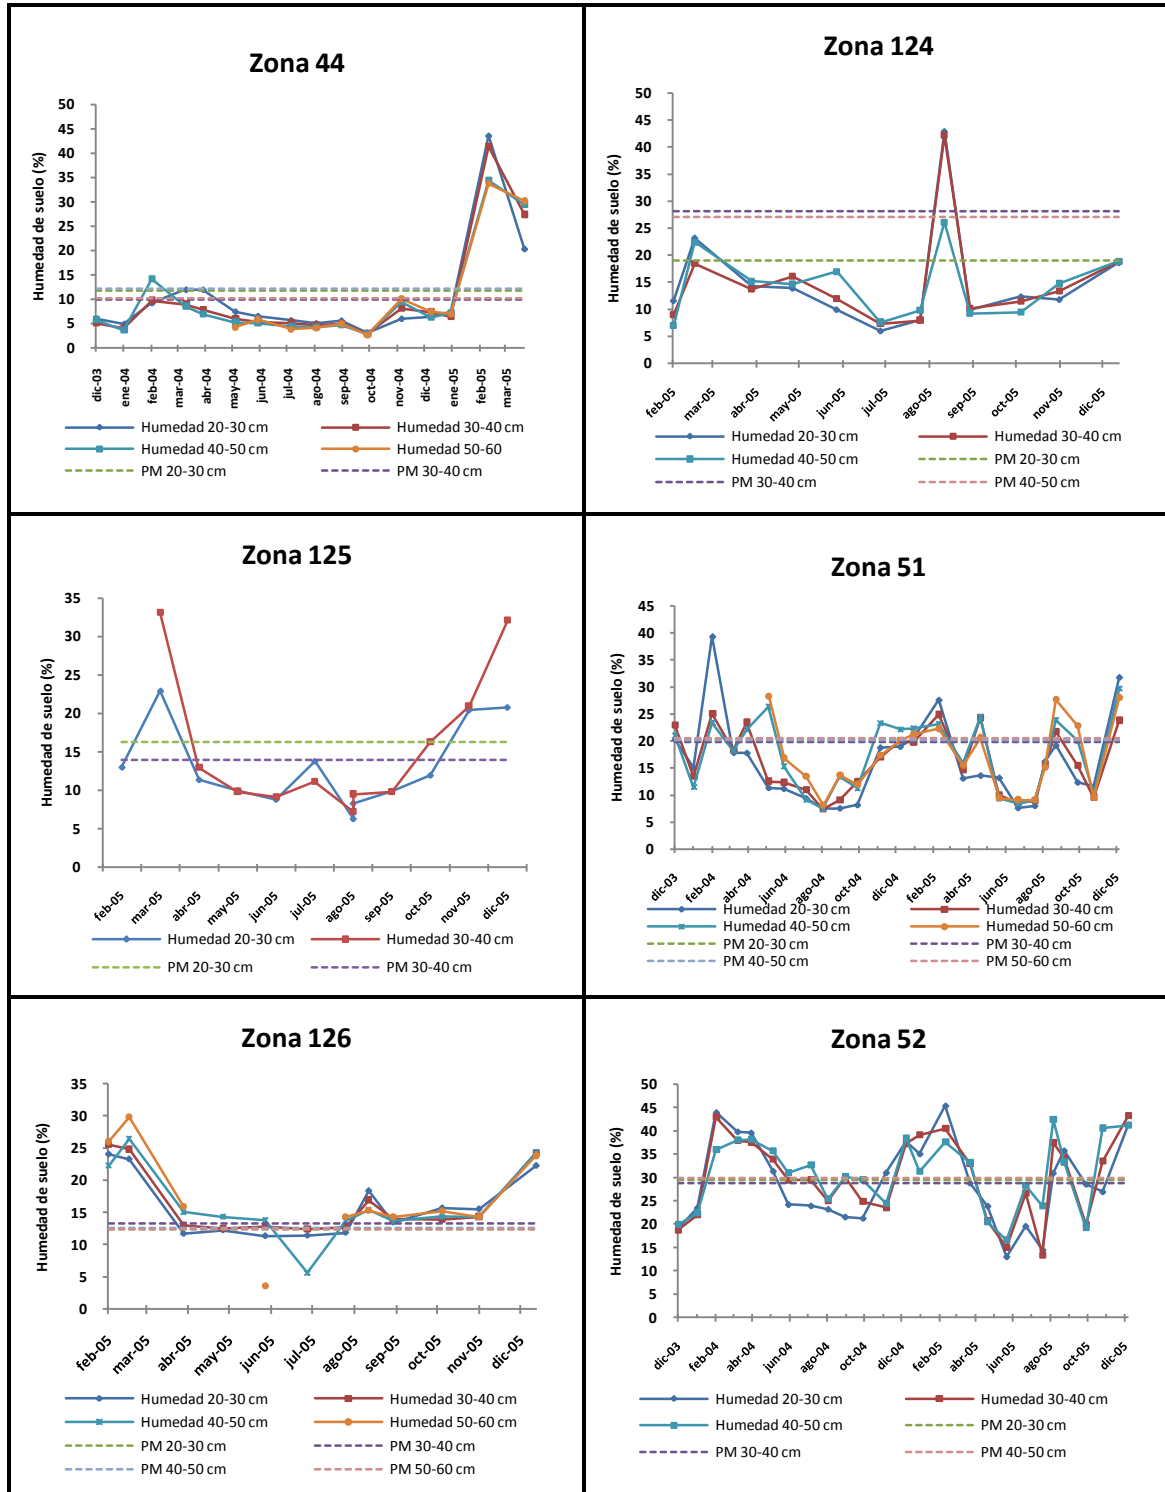 Zona 44
Humedad de suelo (%)
50
45
40
35
30
25
20
15
10
5
0
dic-03
ene-04
feb-04
mar-04
abr-04
may-04
jun-04
jul-04
ago-04
sep-04
oct-04
nov-04
dic-04
ene-05
feb-05
mar-05
Humedad 20-30 cm
Humedad 30-40 cm
Humedad 40-50 cm
Humedad 50-60
PM 20-30 cm
PM 30-40 cm
Zona 124
Humedad de suelo (%)
50
45
40
35
30
25
20
15
10
5
0
feb-05
mar-05
abr-05
may-05
jun-05
jul-05
ago-05
sep-05
oct-05
nov-05
dic-05
Humedad 20-30 cm
Humedad 30-40 cm
Humedad 40-50 cm
PM 20-30 cm
PM 30-40 cm
PM 40-50 cm
Zona 125
Humedad de suelo (%)
35
30
25
20
15
10
5
0
feb-05
mar-05
abr-05
may-05
jun-05
jul-05
ago-05
sep-05
oct-05
nov-05
dic-05
Humedad 20-30 cm
Humedad 30-40 cm
PM 20-30 cm
PM 30-40 cm
Zona 51
Humedad de suelo (%)
45
40
35
30
25
20
15
10
5
0
dic-03
feb-04
abr-04
jun-04
ago-04
oct-04
dic-04
feb-05
abr-05
jun-05
ago-05
oct-05
dic-05
Humedad 20-30 cm
Humedad 30-40 cm
Humedad 40-50 cm
Humedad 50-60 cm
PM 20-30 cm
PM 30-40 cm
PM 40-50 cm
PM 50-60 cm
Zona 126
Humedad de suelo (%)
35
30
25
20
15
10
5
0
feb-05
mar-05
abr-05
may-05
jun-05
jul-05
ago-05
sep-05
oct-05
nov-05
dic-05
Humedad 20-30 cm
Humedad 30-40 cm
Humedad 40-50 cm
Humedad 50-60 cm
PM 20-30 cm
PM 30-40 cm
PM 40-50 cm
PM 50-60 cm
Zona 52
Humedad de suelo (%)
50
45
40
35
30
25
20
15
10
5
0
dic-03
feb-04
abr-04
jun-04
ago-04
oct-04
dic-04
feb-05
abr-05
jun-05
ago-05
oct-05
dic-05
Humedad 20-30 cm
Humedad 30-40 cm
Humedad 40-50 cm
PM 20-30 cm
PM 30-40 cm
PM 40-50 cm